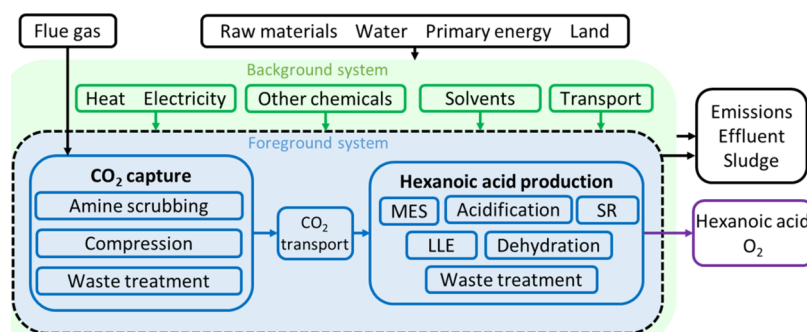 Flue gas
Raw materials Water Primary energy Land
Background system
Heat Electricity
Other chemicals
Solvents
Transport
Foreground system
Emissions
Effluent
Sludge
CO₂ capture
Amine scrubbing
Compression
Waste treatment
CO₂
transport
Hexanoic acid production
MES
Acidification
SR
LLE
Dehydration
Waste treatment
Hexanoic acid
O₂